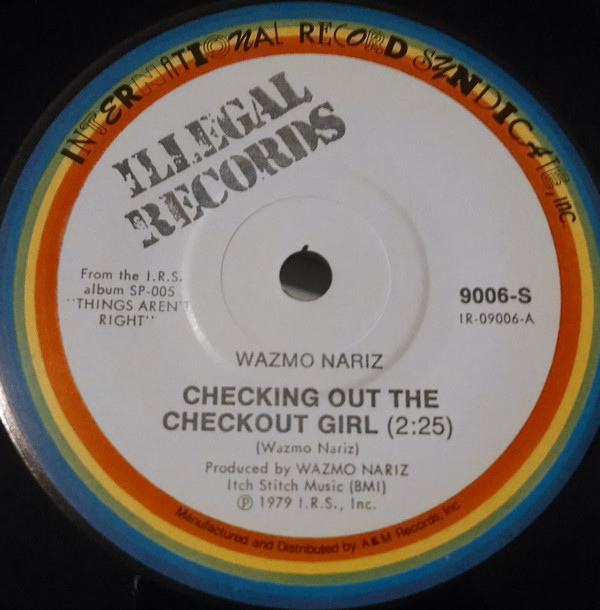 INTERNATIONAL RECORD SYNDICATE, INC.
ILLEGAL
RECORDS
From the I.R.S.
album SP-005
"THINGS AREN'T
RIGHT"
9006-S
IR-09006-A
WAZMO NARIZ
CHECKING OUT THE
CHECKOUT GIRL (2:25)
(Wazmo Nariz)
Produced by WAZMO NARIZ
Itch Stitch Music (BMI)
Ⓟ 1979 I.R.S., Inc.
Manufactured and Distributed by A & M Records, Inc.